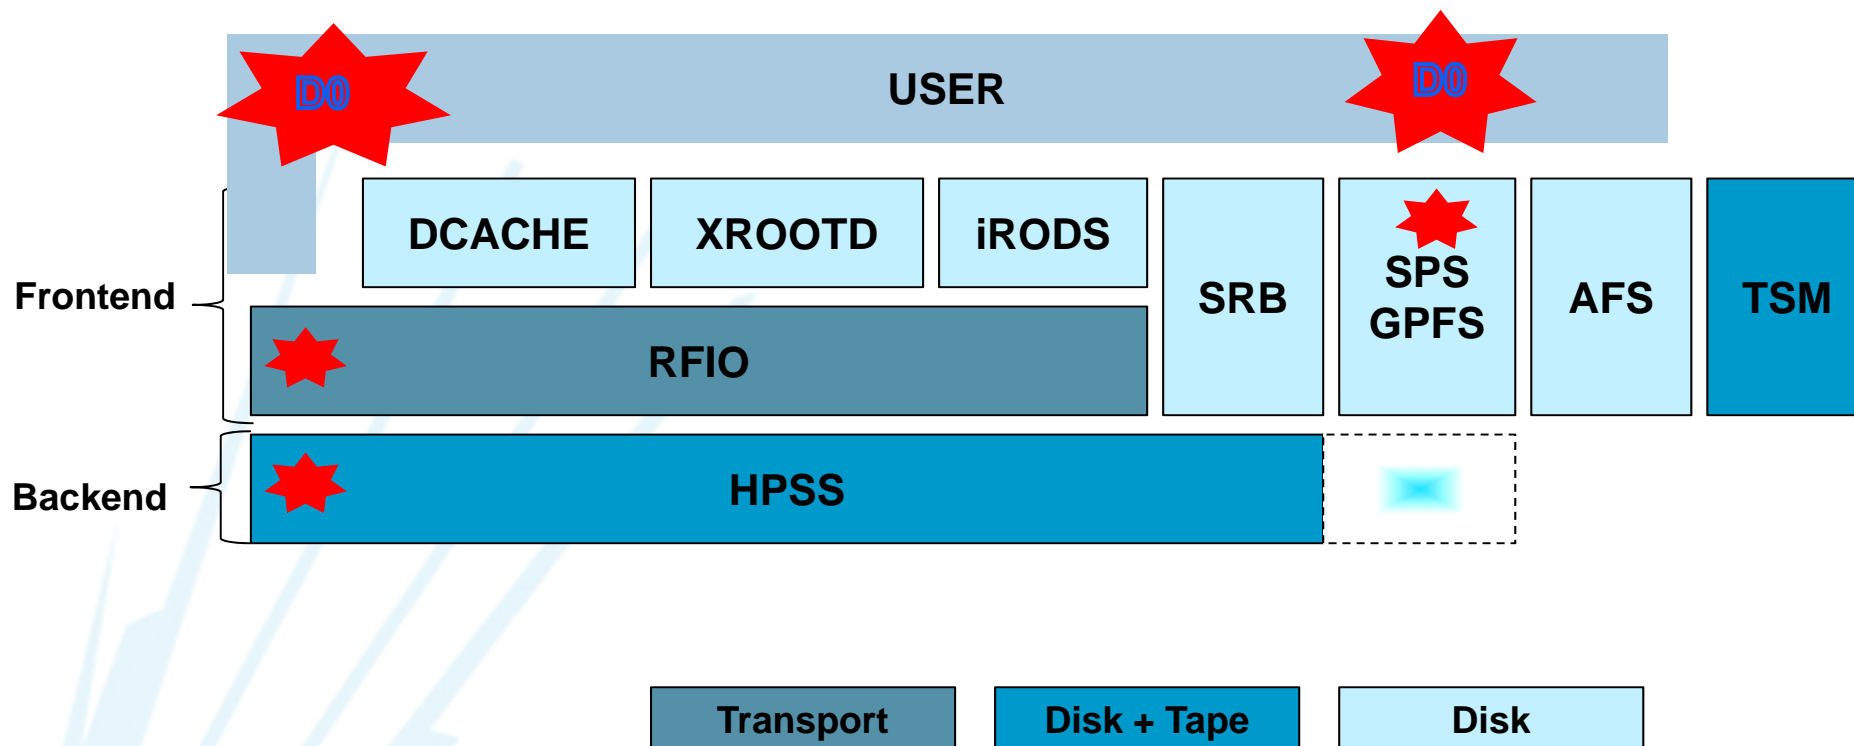 D0
USER
D0
DCACHE
XROOTD
iRODS
SRB
SPS
GPFS
AFS
TSM
Frontend
RFIO
Backend
HPSS
Transport
Disk + Tape
Disk